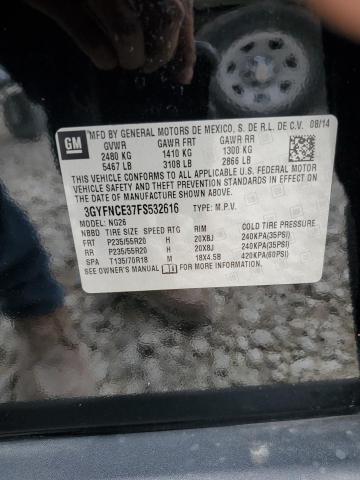 GM
MFD BY GENERAL MOTORS DE MEXICO, S. DE R.L. DE C.V. 08/14
GVWR GAWR FRT GAWR RR
2480 KG 1410 KG 1300 KG
5467 LB 3108 LB 2866 LB
THIS VEHICLE CONFORMS TO ALL APPLICABLE U.S. FEDERAL MOTOR
VEHICLE SAFETY AND THEFT PREVENTION STANDARDS IN EFFECT ON
THE DATE OF MANUFACTURE SHOWN ABOVE.
3GYFNCE37FS532616 TYPE: M.P.V.
MODEL: NG26
NBBD TIRE SIZE SPEED RTG RIM COLD TIRE PRESSURE
FRT P235/55R20 H 20X8J 240KPA(35PSI)
RR P235/55R20 H 20X8J 240KPA(35PSI)
SPA T135/70R18 M 18X4.5B 420KPA(60PSI)
SEE OWNER'S MANUAL FOR ADDITIONAL INFORMATION.